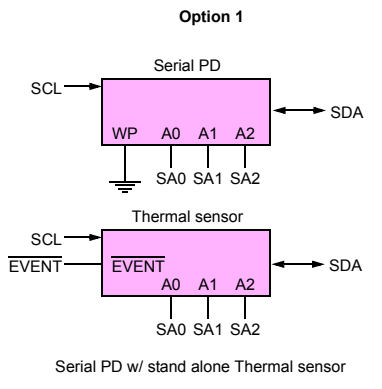 Option 1
Serial PD
SCL
SDA
WP A0 A1 A2
SA0 SA1 SA2
Thermal sensor
SCL
EVENT EVENT
SDA
A0 A1 A2
SA0 SA1 SA2
Serial PD w/ stand alone Thermal sensor